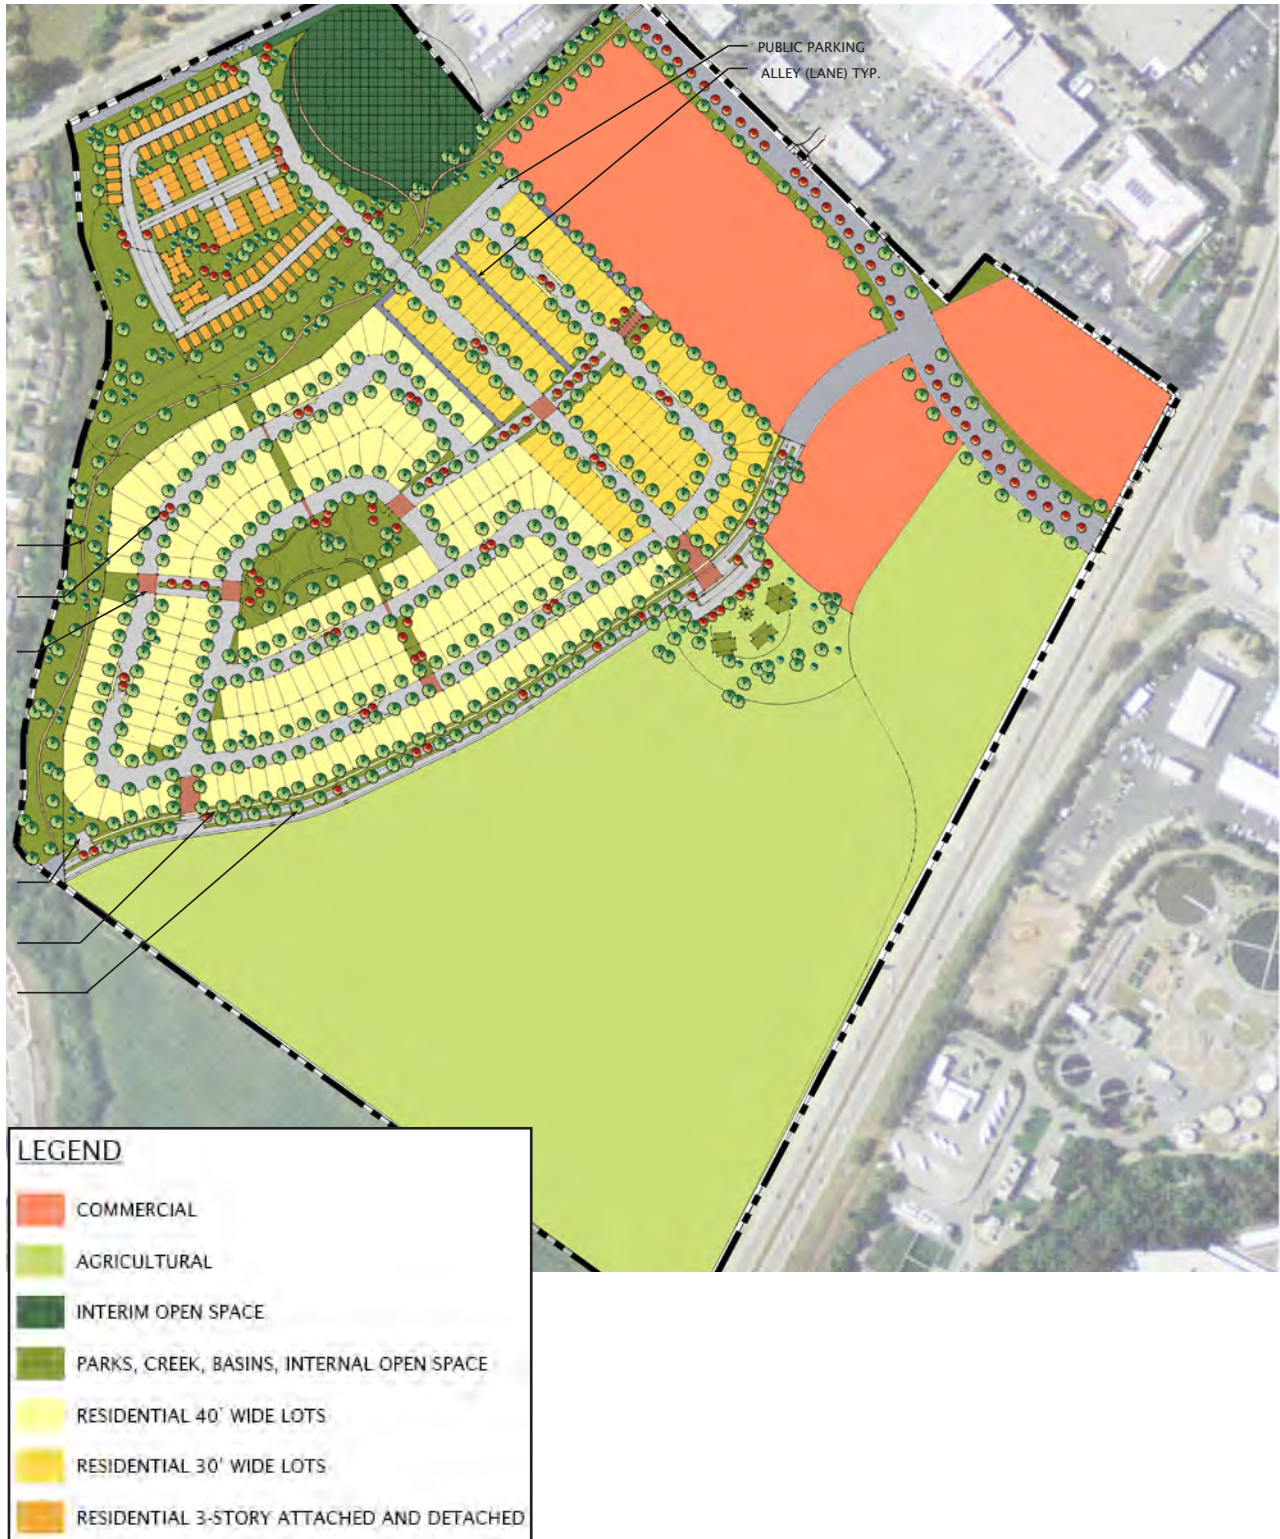 PUBLIC PARKING
ALLEY (LANE) TYP.
LEGEND
COMMERCIAL
AGRICULTURAL
INTERIM OPEN SPACE
PARKS, CREEK, BASINS, INTERNAL OPEN SPACE
RESIDENTIAL 40' WIDE LOTS
RESIDENTIAL 30' WIDE LOTS
RESIDENTIAL 3-STORY ATTACHED AND DETACHED